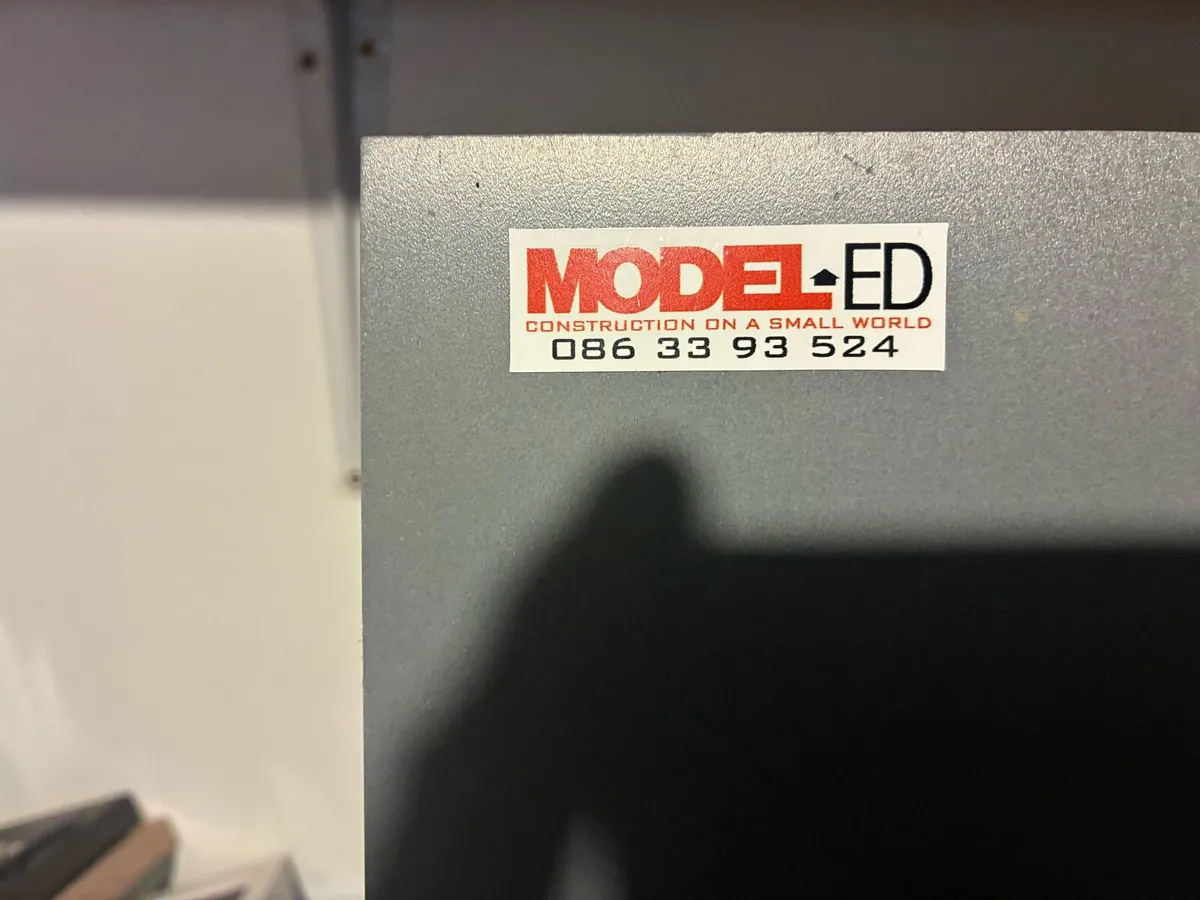 MODEL-ED
CONSTRUCTION ON A SMALL WORLD
086 33 93 524